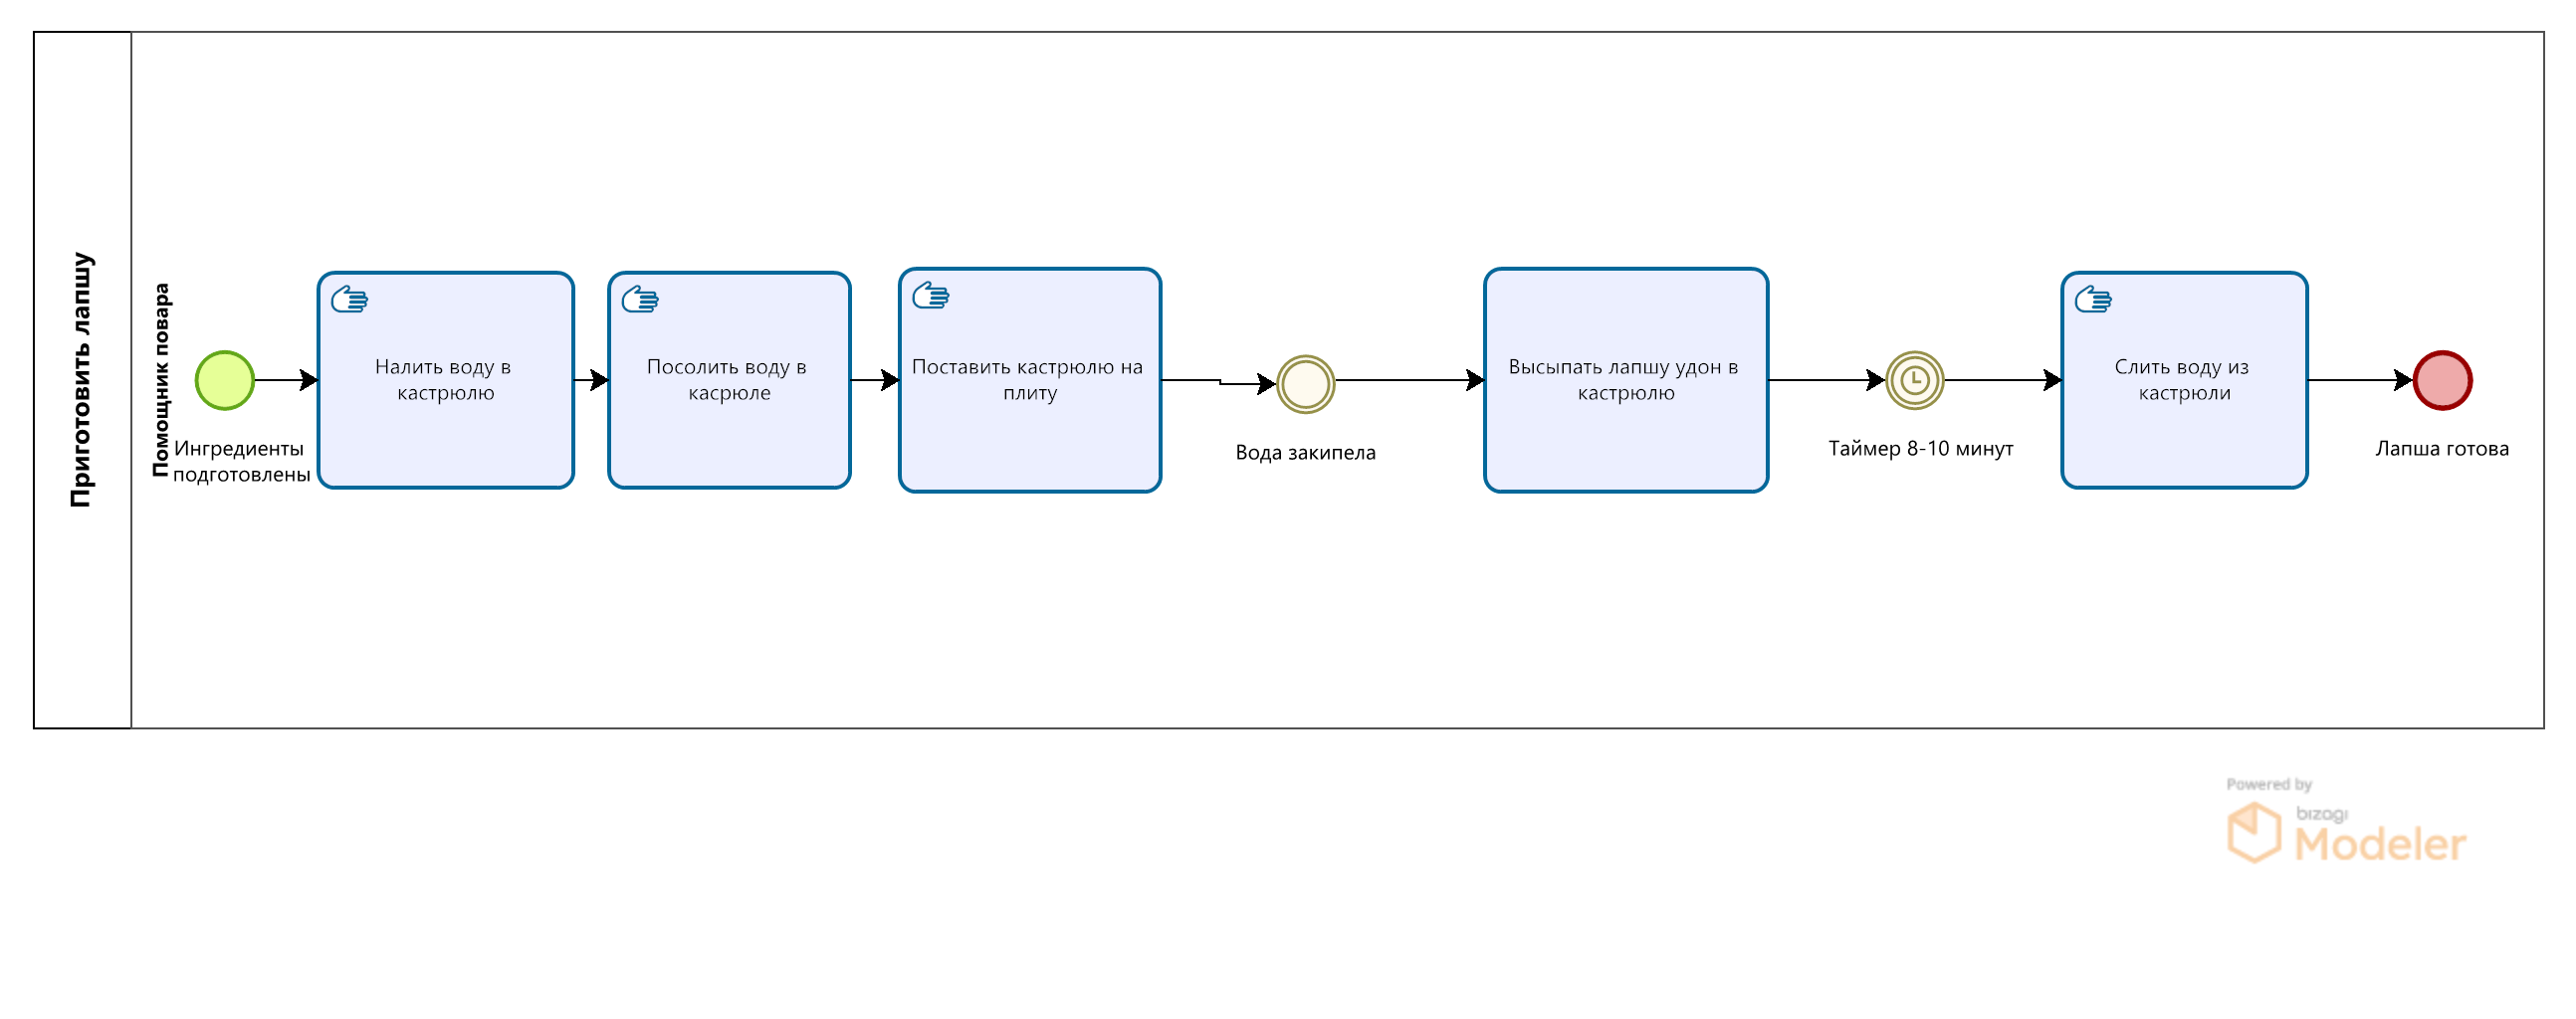 Приготовить лапшу
Помощник повара
Ингредиенты
подготовлены
Налить воду в
кастрюлю
Посолить воду в
касрюле
Поставить кастрюлю на
плиту
Вода закипела
Высыпать лапшу удон в
кастрюлю
Таймер 8-10 минут
Слить воду из
кастрюли
Лапша готова
Powered by
bizagi
Modeler